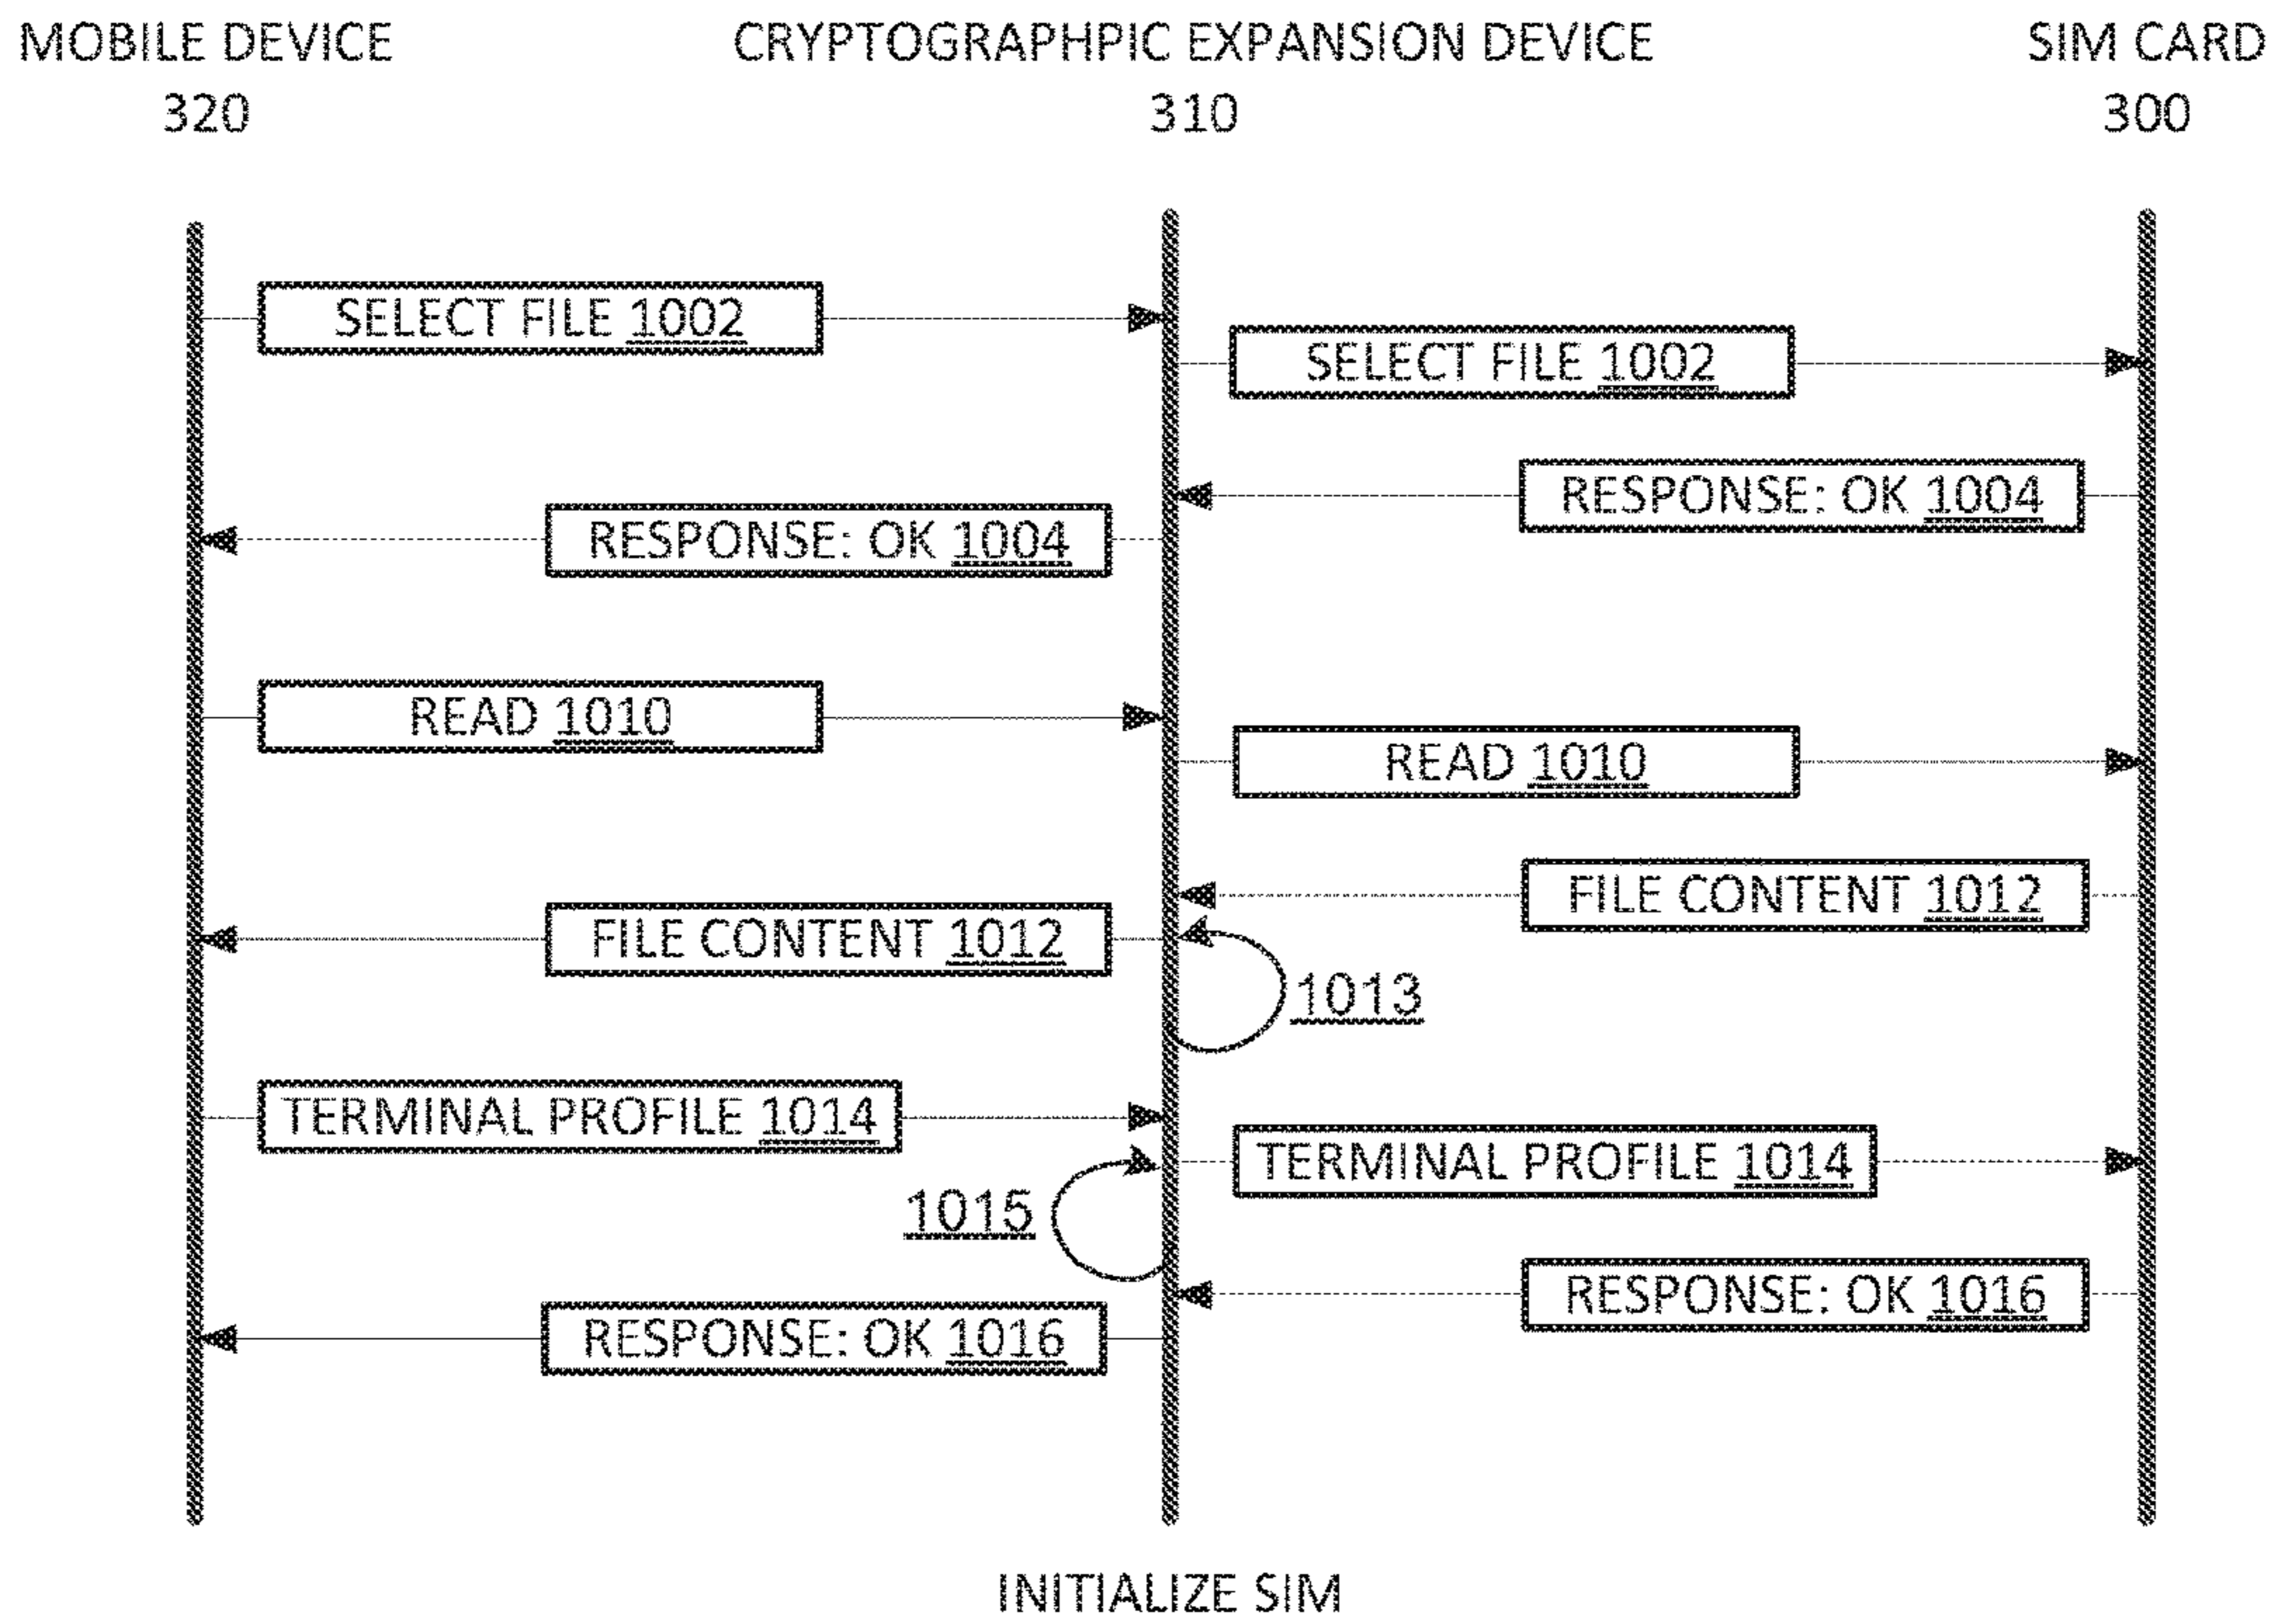 MOBILE DEVICE
320
CRYPTOGRAPHPIC EXPANSION DEVICE
310
SIM CARD
300
SELECT FILE 1002
SELECT FILE 1002
RESPONSE: OK 1004
RESPONSE: OK 1004
READ 1010
READ 1010
FILE CONTENT 1012
FILE CONTENT 1012
1013
TERMINAL PROFILE 1014
TERMINAL PROFILE 1014
1015
RESPONSE: OK 1016
RESPONSE: OK 1016
INITIALIZE SIM